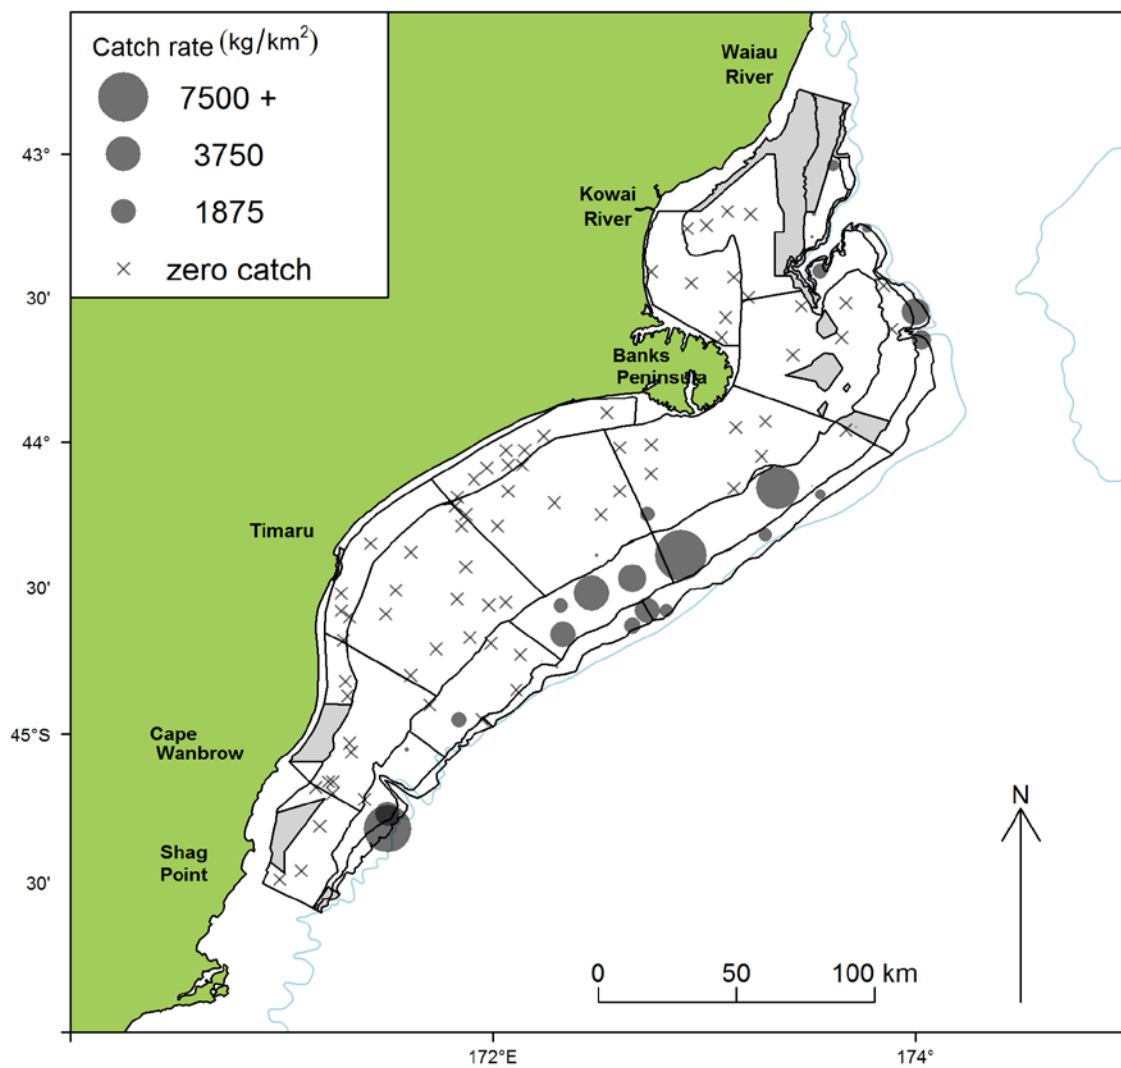 Catch rate (kg/km²)
7500 +
3750
1875
zero catch
Waiau
River
43°
Kowai
River
30'
Banks
Peninsula
44°
Timaru
30'
45°S
Cape
Wanbrow
N
Shag
Point
30'
0 50 100 km
172°E 174°